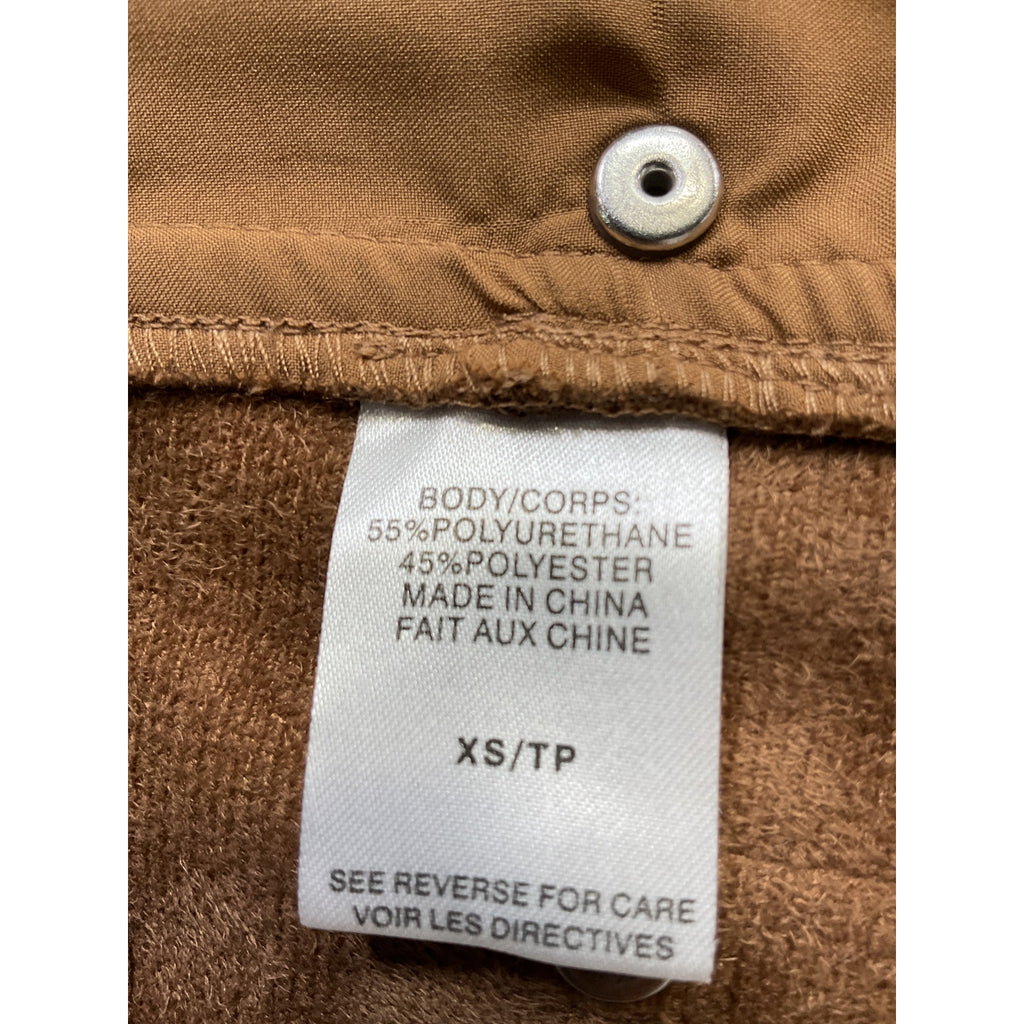 BODY/CORPS:
55%POLYURETHANE
45%POLYESTER
MADE IN CHINA
FAIT AUX CHINE
XS/TP
SEE REVERSE FOR CARE
VOIR LES DIRECTIVES